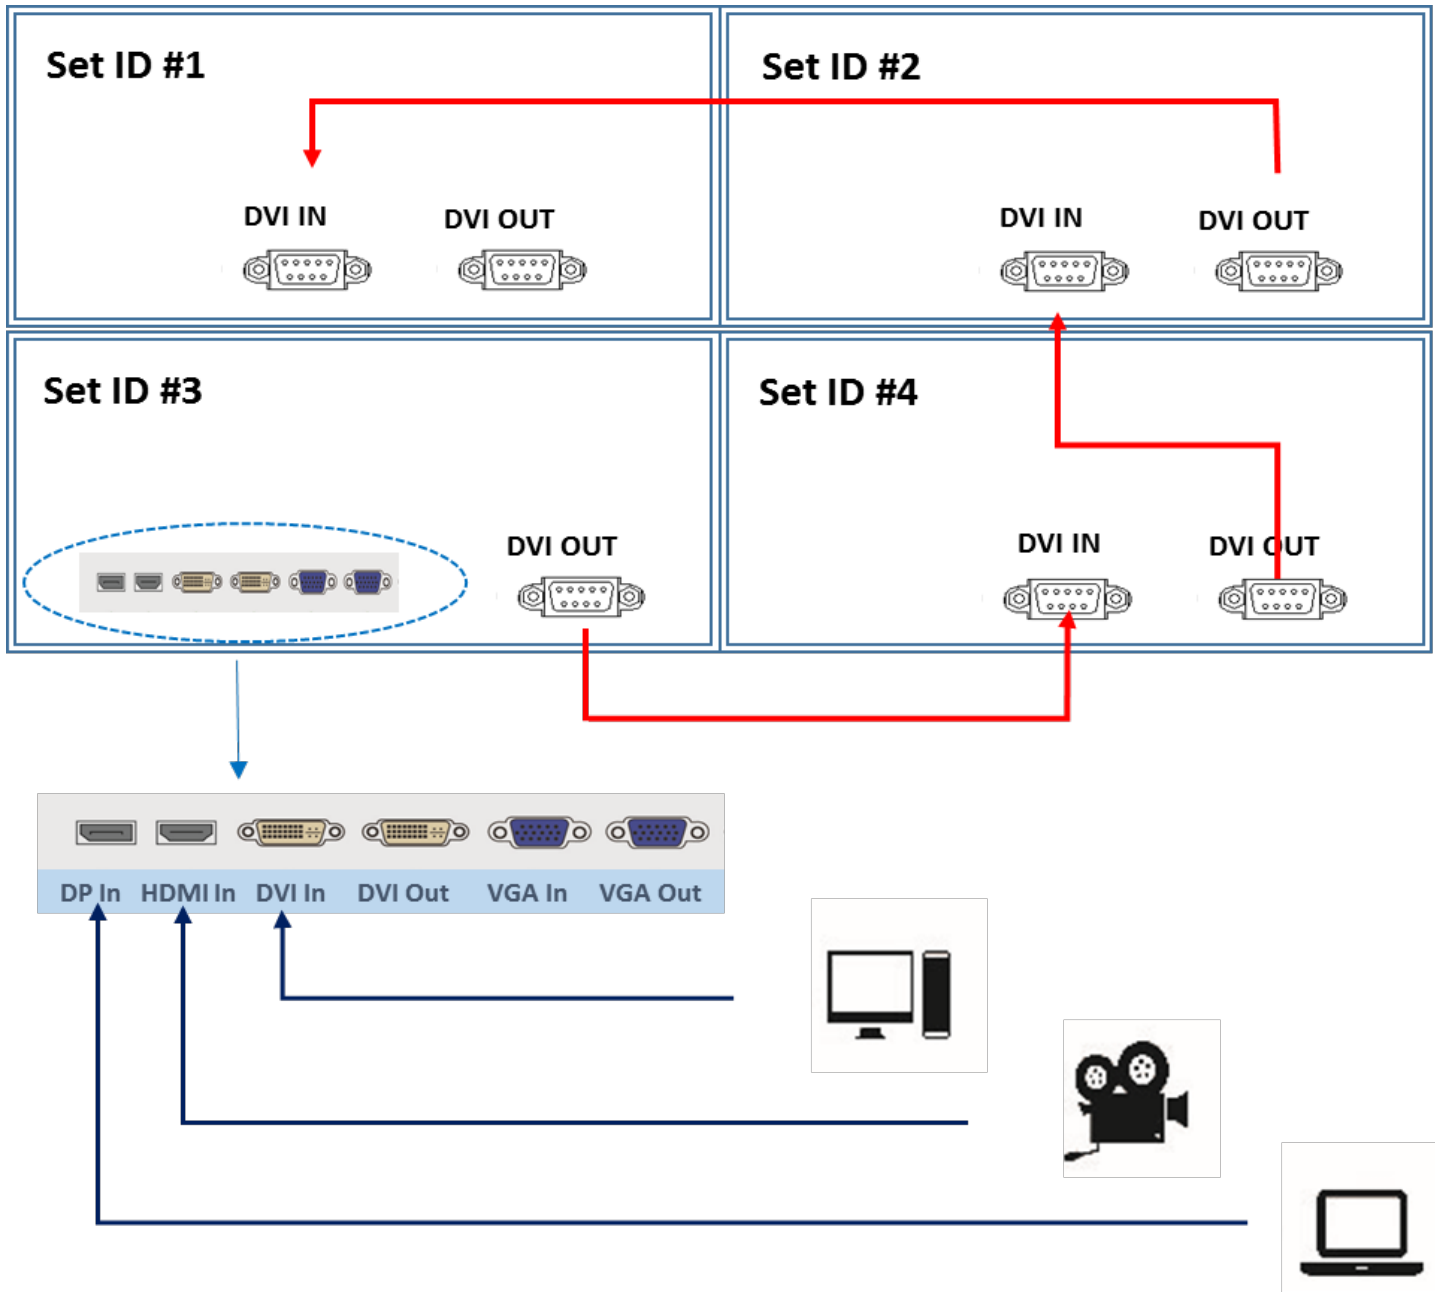 Set ID #1
Set ID #2
DVI IN
DVI OUT
DVI IN
DVI OUT
Set ID #3
Set ID #4
DVI OUT
DVI IN
DVI OUT
DP In
HDMI In
DVI In
DVI Out
VGA In
VGA Out